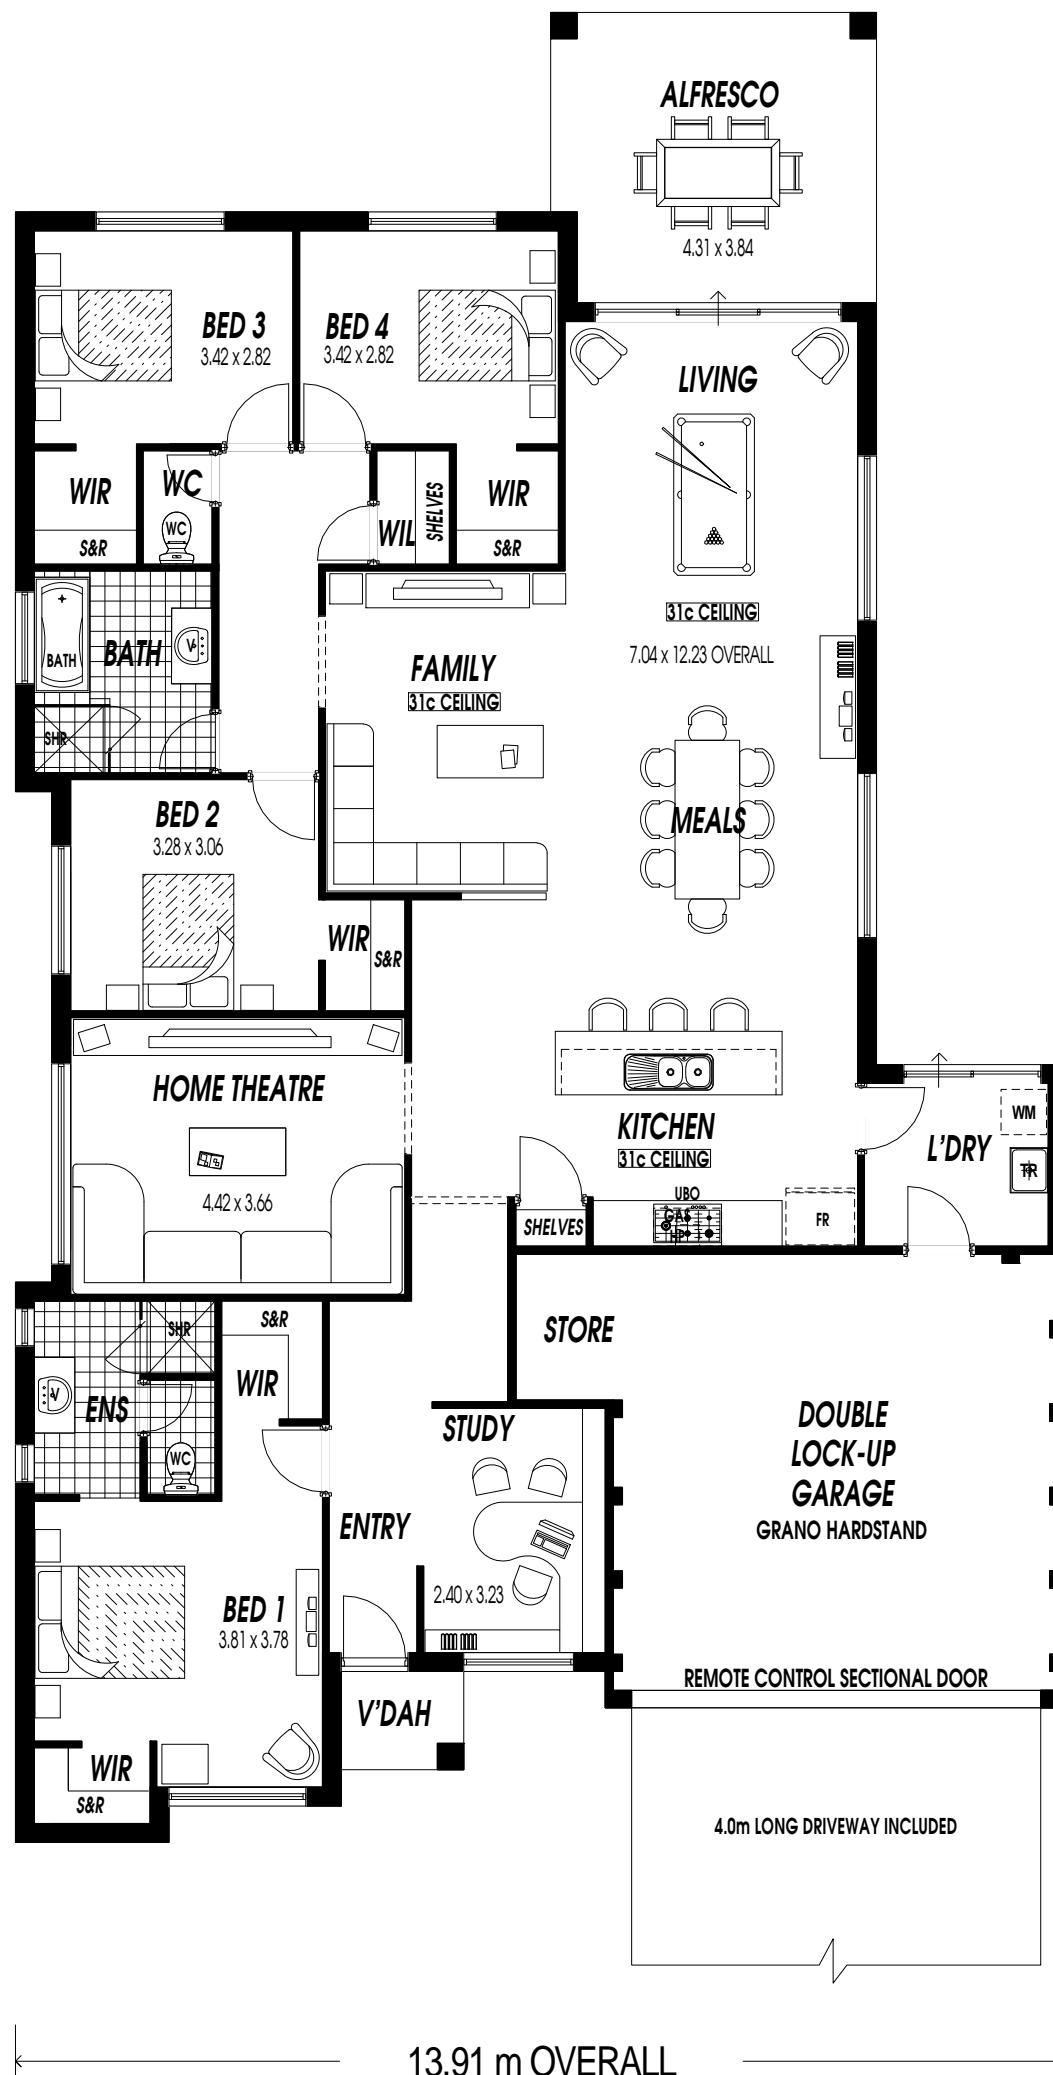 ALFRESCO
4.31 x 3.84
BED 3
3.42 x 2.82
BED 4
3.42 x 2.82
LIVING
WIR
S&R
WC
WC
WIL
SHELVES
WIR
S&R
31c CEILING
7.04 x 12.23 OVERALL
BATH
BATH
V
SHR
FAMILY
31c CEILING
MEALS
BED 2
3.28 x 3.06
WIR
S&R
HOME THEATRE
4.42 x 3.66
KITCHEN
31c CEILING
L'DRY
WM
TR
SHELVES
UBO
GAS
HP
FR
SHR
S&R
WIR
V
ENS
WC
STORE
STUDY
2.40 x 3.23
DOUBLE
LOCK-UP
GARAGE
GRANO HARDSTAND
ENTRY
BED 1
3.81 x 3.78
REMOTE CONTROL SECTIONAL DOOR
V'DAH
WIR
S&R
4.0m LONG DRIVEWAY INCLUDED
13.91 m OVERALL